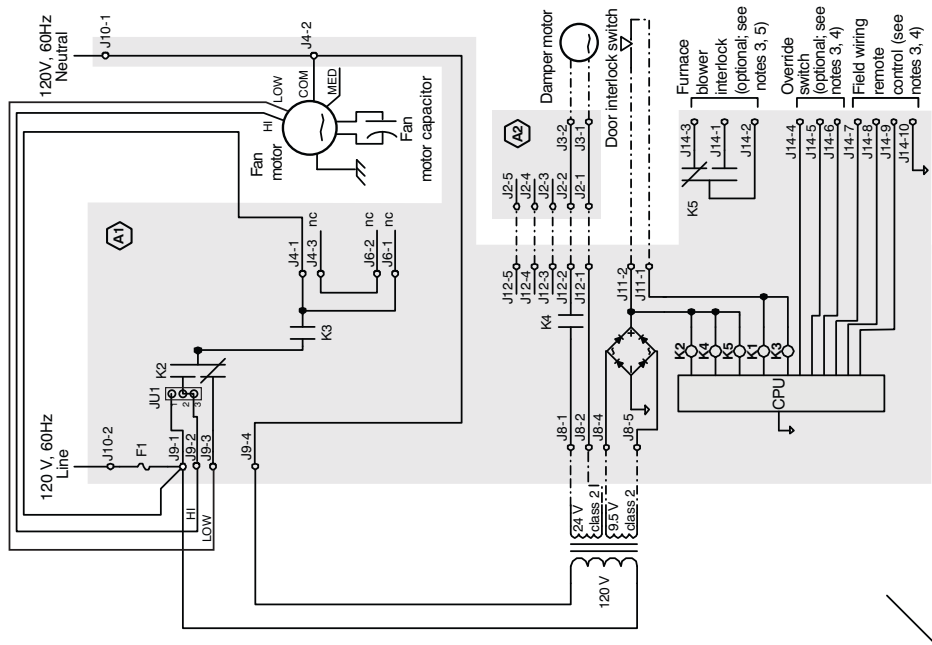 120V, 60Hz
Neutral
J10-1
J4-2
LOW
COM
MED
HI
Fan
motor
Fan
motor capacitor
A1
J4-1
J4-3
nc
J6-2
J6-1
nc
K3
K2
JU1
1
2
3
120 V, 60Hz
Line
J10-2
F1
J9-1
J9-2
J9-3
HI
LOW
J9-4
Damper motor
Door interlock switch
A2
J3-2
J3-1
J2-5
J2-4
J2-3
J2-2
J2-1
J12-5
J12-4
J12-3
J12-2
J12-1
K4
J11-2
J11-1
J8-1
J8-2
J8-4
J8-5
24 V
class 2
9.5 V
class 2
120 V
Furnace
blower
interlock
(optional; see
notes 3, 5)
Override
switch
(optional; see
notes 3, 4)
Field wiring
remote
control (see
notes 3, 4)
J14-3
J14-1
J14-2
K5
J14-4
J14-5
J14-6
J14-7
J14-8
J14-9
J14-10
K2
K4
K5
K1
K3
CPU